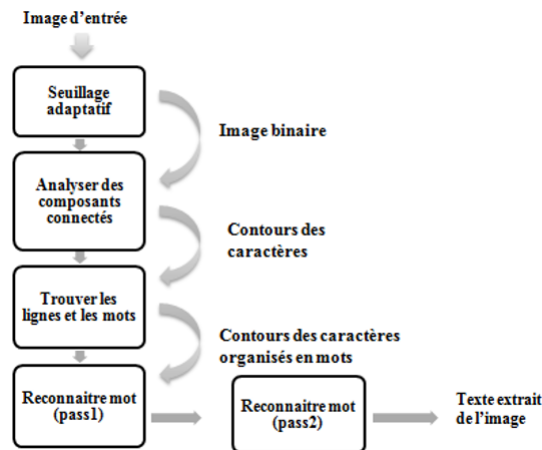 Image d'entrée
Seuillage
adaptatif
Image binaire
Analyser des
composants
connectés
Contours des
caractères
Trouver les
lignes et les mots
Contours des caractères
organisés en mots
Reconnaitre mot
(pass1)
Reconnaitre mot
(pass2)
Texte extrait
de l'image